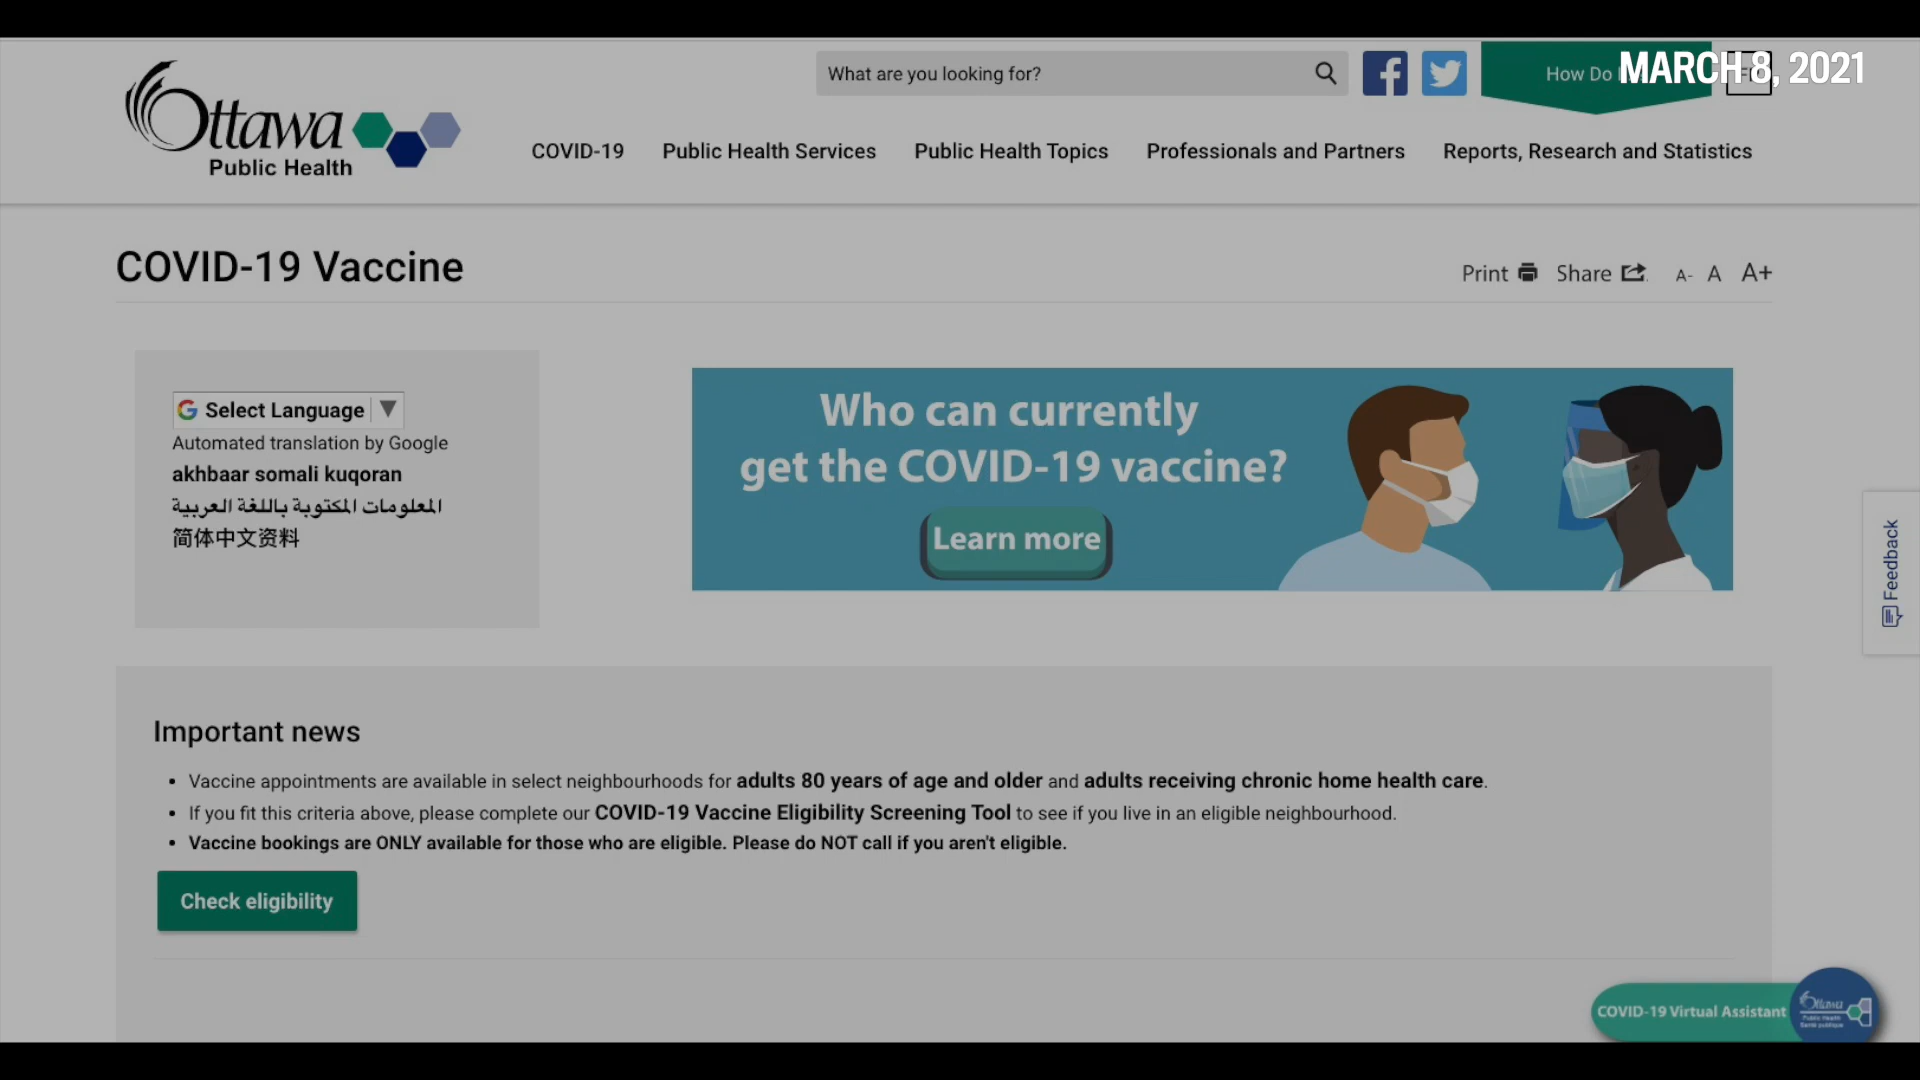 What are you looking for?
How Do
MARCH 8, 2021
Ottawa
Public Health
COVID-19
Public Health Services
Public Health Topics
Professionals and Partners
Reports, Research and Statistics
COVID-19 Vaccine
Print
Share
A-
A
A+
Select Language
Automated translation by Google
akhbaar somali kuqoran
المعلومات المكتوبة باللغة العربية
简体中文资料
Who can currently
get the COVID-19 vaccine?
Learn more
Feedback
Important news
Vaccine appointments are available in select neighbourhoods for adults 80 years of age and older and adults receiving chronic home health care.
If you fit this criteria above, please complete our COVID-19 Vaccine Eligibility Screening Tool to see if you live in an eligible neighbourhood.
Vaccine bookings are ONLY available for those who are eligible. Please do NOT call if you aren't eligible.
Check eligibility
COVID-19 Virtual Assistant
Ottawa
Public Health
Santé publique